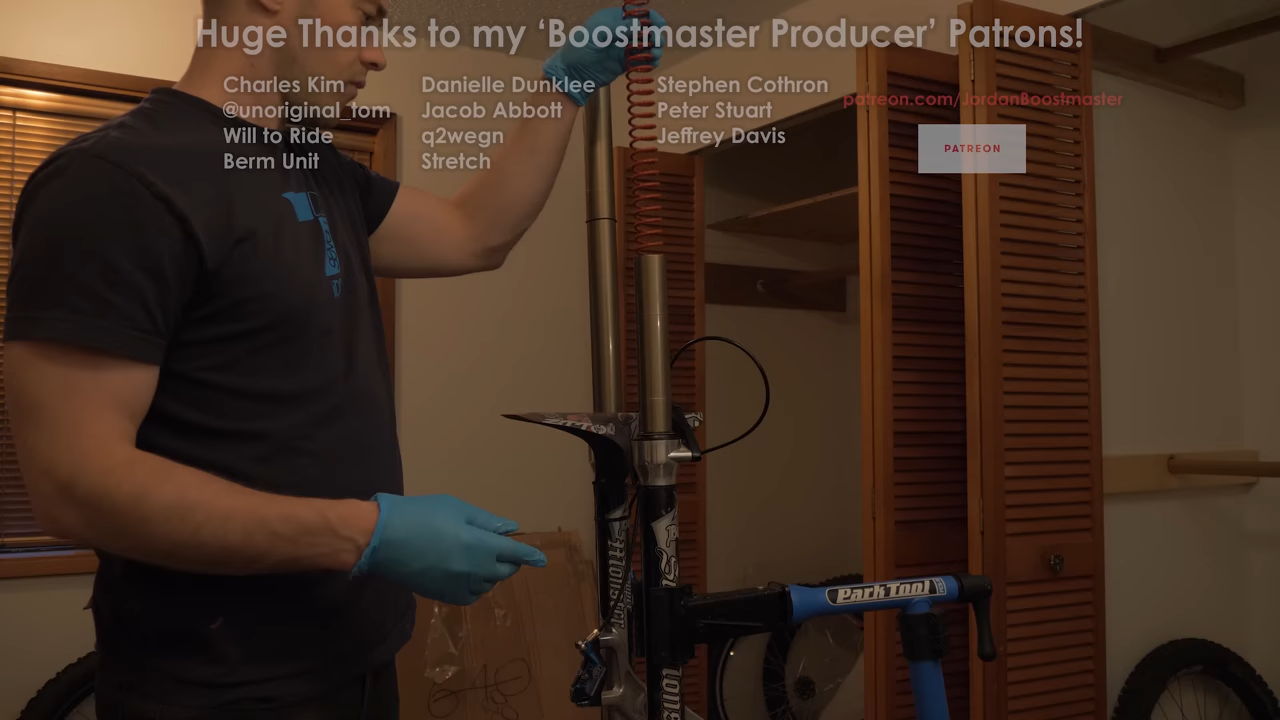 Huge Thanks to my ‘Boostmaster Producer’ Patrons!
Charles Kim
@unoriginal_tom
Will to Ride
Berm Unit
Danielle Dunklee
Jacob Abbott
q2wegn
Stretch
Stephen Cothron
Peter Stuart
Jeffrey Davis
patreon.com/JordanBoostmaster
PATREON
Park Tool